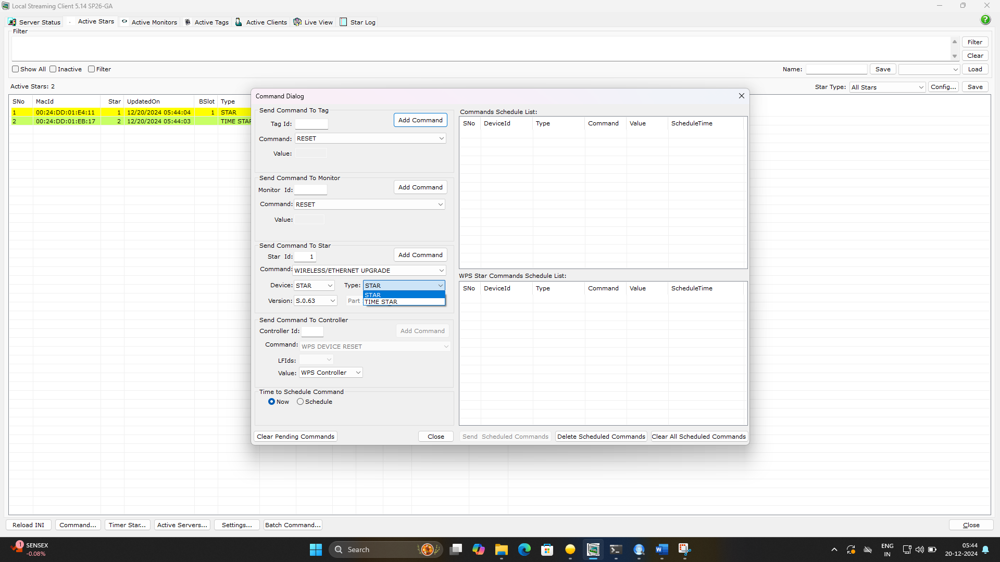 Local Streaming Client 5.14 SP26-GA
Server Status
Active Stars
Active Monitors
Active Tags
Active Clients
Live View
Star Log
Filter
Filter
Clear
Show All
Inactive
Filter
Name:
Save
Load
Active Stars: 2
Star Type:
All Stars
Config...
Save
SNo MacId Star UpdatedOn BSlot Type
1 00:24:DD:01:E4:11 1 12/20/2024 05:44:04 1 STAR
2 00:24:DD:01:EB:17 2 12/20/2024 05:44:03 TIME STAR
Command Dialog
Send Command To Tag
Tag Id:
Add Command
Command: RESET
Value:
Send Command To Monitor
Monitor Id:
Add Command
Command: RESET
Value:
Send Command To Star
Star Id: 1
Add Command
Command: WIRELESS/ETHERNET UPGRADE
Device: STAR
Type: STAR
STAR
TIME STAR
Version: S.0.63
Part
Send Command To Controller
Controller Id:
Add Command
Command: WPS DEVICE RESET
LFIds:
Value: WPS Controller
Time to Schedule Command
Now
Schedule
Clear Pending Commands
Close
Commands Schedule List:
SNo DeviceId Type Command Value ScheduleTime
WPS Star Commands Schedule List:
SNo DeviceId Type Command Value ScheduleTime
Send Scheduled Commands
Delete Scheduled Commands
Clear All Scheduled Commands
Reload INI
Command...
Timer Star...
Active Servers...
Settings...
Batch Command...
Close
1
SENSEX
-0.08%
Search
ENG
IN
05:44
20-12-2024